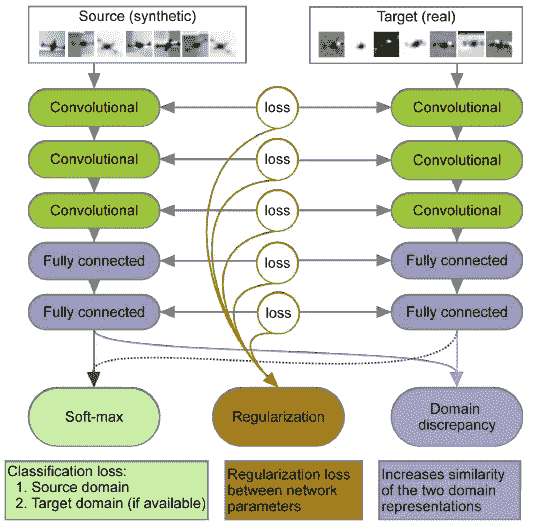 Source (synthetic)
Target (real)
Convolutional
loss
Convolutional
Convolutional
loss
Convolutional
Convolutional
loss
Convolutional
Fully connected
loss
Fully connected
Fully connected
loss
Fully connected
Soft-max
Regularization
Domain
discrepancy
Classification loss:
1. Source domain
2. Target domain (if available)
Regularization loss
between network
parameters
Increases similarity
of the two domain
representations